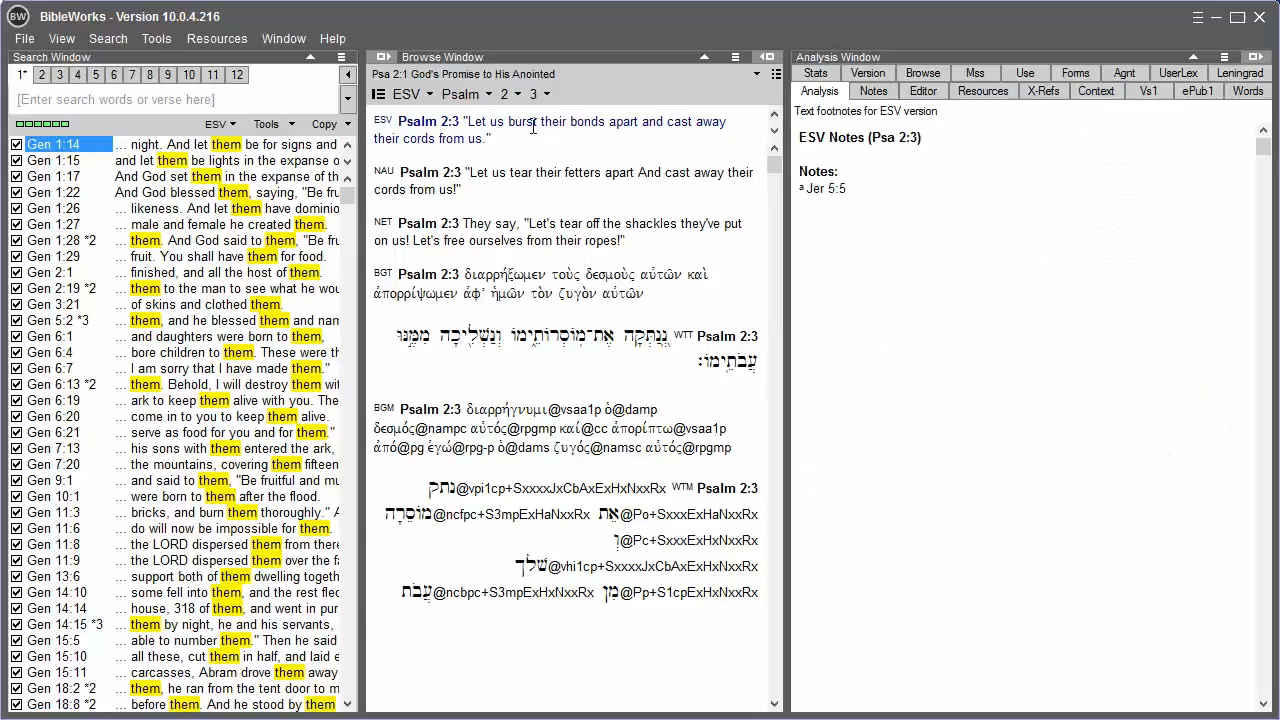 BW BibleWorks - Version 10.0.4.216
File View Search Tools Resources Window Help
Search Window
1* 2 3 4 5 6 7 8 9 10 11 12
[Enter search words or verse here]
ESV Tools Copy
Gen 1:14 ... night. And let them be for signs and
Gen 1:15 and let them be lights in the expanse o
Gen 1:17 And God set them in the expanse of the
Gen 1:22 And God blessed them, saying, "Be fru
Gen 1:26 ... likeness. And let them have dominio
Gen 1:27 ... male and female he created them.
Gen 1:28 *2 them. And God said to them, "Be fru
Gen 1:29 ... fruit. You shall have them for food.
Gen 2:1 ... finished, and all the host of them.
Gen 2:19 *2 ... them to the man to see what he wou
Gen 3:21 ... of skins and clothed them.
Gen 5:2 *3 ... them, and he blessed them and nam
Gen 6:1 ... and daughters were born to them,
Gen 6:4 ... bore children to them. These were th
Gen 6:7 ... I am sorry that I have made them."
Gen 6:13 *2 ... them. Behold, I will destroy them wit
Gen 6:19 ... ark to keep them alive with you. The
Gen 6:20 ... come in to you to keep them alive.
Gen 6:21 ... serve as food for you and for them."
Gen 7:13 ... his sons with them entered the ark,
Gen 7:20 ... the mountains, covering them fifteen
Gen 9:1 ... and said to them, "Be fruitful and mu
Gen 10:1 ... were born to them after the flood.
Gen 11:3 ... bricks, and burn them thoroughly." A
Gen 11:6 ... do will now be impossible for them.
Gen 11:8 ... the LORD dispersed them from there
Gen 11:9 ... the LORD dispersed them over the fa
Gen 13:6 ... support both of them dwelling togeth
Gen 14:10 ... some fell into them, and the rest flec
Gen 14:14 ... house, 318 of them, and went in pur
Gen 14:15 *3 ... them by night, he and his servants, a
Gen 15:5 ... able to number them." Then he said
Gen 15:10 ... all these, cut them in half, and laid e
Gen 15:11 ... carcasses, Abram drove them away
Gen 18:2 *2 ... them, he ran from the tent door to m
Gen 18:8 *2 ... before them. And he stood by them
Browse Window
Psa 2:1 God's Promise to His Anointed
ESV Psalm 2 3
ESV Psalm 2:3 "Let us burst their bonds apart and cast away
their cords from us."
NAU Psalm 2:3 "Let us tear their fetters apart And cast away their
cords from us!"
NET Psalm 2:3 They say, "Let's tear off the shackles they've put
on us! Let's free ourselves from their ropes!"
BGT Psalm 2:3 διαρρήξωμεν τοὺς δεσμοὺς αὐτῶν καὶ
ἀπορρίψωμεν ἀφ᾽ ἡμῶν τὸν ζυγὸν αὐτῶν
WTT Psalm 2:3 נְֽנַתְּקָה אֶת־מֽוֹסְרוֹתֵ֑ימוֹ וְנַשְׁלִ֖יכָה מִמֶּ֣נּוּ
עֲבֹתֵֽימוֹ׃
BGM Psalm 2:3 διαρρήγνυμι@vsaa1p ὁ@damp
δεσμός@nampc αὐτός@rpgmp καί@cc ἀπορίπτω@vsaa1p
ἀπό@pg ἐγώ@rpg-p ὁ@dams ζυγός@namsc αὐτός@rpgmp
WTM Psalm 2:3 נתק@vpi1cp+SxxxxJxCbAxExHxNxxRx
אֵת@Po+SxxxExHxNxxRx מוֹסֵרָה@ncfpc+S3mpExHaNxxRx
וְ@Pc+SxxxExHxNxxRx
שׁלךְ@vhi1cp+SxxxxJxCbAxExHxNxxRx
מִן@Pp+S1cpExHxNxxRx עֲבֹת@ncbpc+S3mpExHxNxxRx
Analysis Window
Stats Version Browse Mss Use Forms Agnt UserLex Leningrad
Analysis Notes Editor Resources X-Refs Context Vs1 ePub1 Words
Text footnotes for ESV version
ESV Notes (Psa 2:3)
Notes:
a Jer 5:5